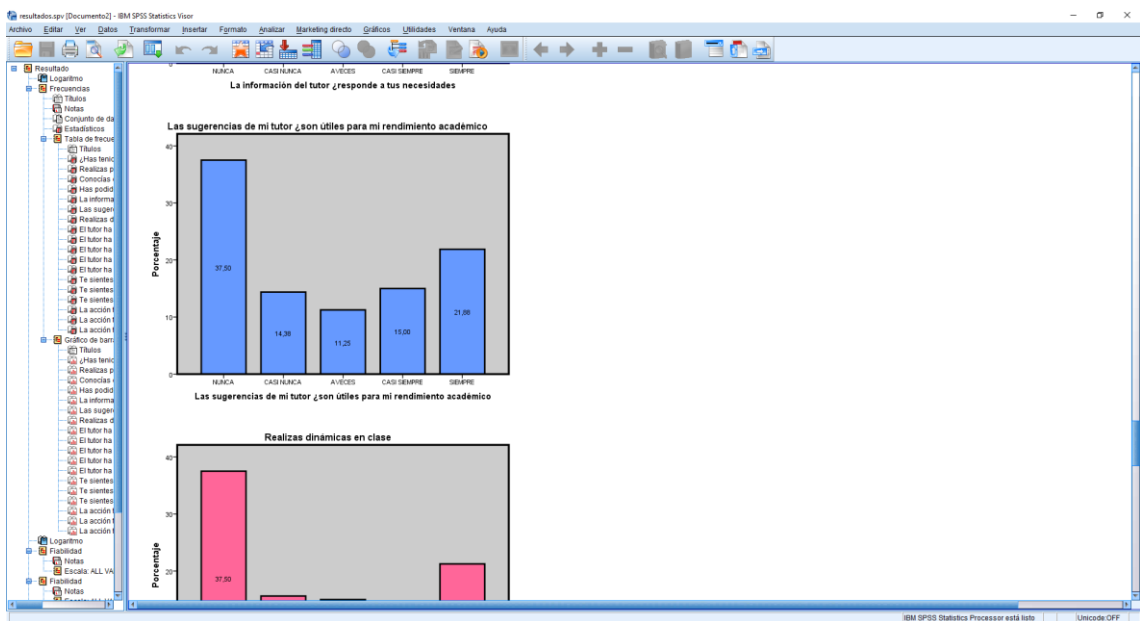 resultados.spv [Documento2] - IBM SPSS Statistics Visor
Archivo Editar Ver Datos Transformar Insertar Formato Analizar Marketing directo Gráficos Utilidades Ventana Ayuda
Resultado
Logaritmo
Frecuencias
Títulos
Notas
Conjunto de da
Estadísticos
Tabla de frecue
Títulos
¿Has tenic
Realizas p
Conocías
Has podid
La informa
Las suger
Realizas d
El tutor ha
El tutor ha
El tutor ha
El tutor ha
El tutor ha
Te sientes
Te sientes
Te sientes
La acción t
La acción t
La acción t
Gráfico de barr
Títulos
¿Has tenic
Realizas p
Conocías
Has podid
La informa
Las suger
Realizas d
El tutor ha
El tutor ha
El tutor ha
El tutor ha
El tutor ha
Te sientes
Te sientes
Te sientes
La acción t
La acción t
La acción t
Logaritmo
Fiabilidad
Notas
Escala: ALL VA
Fiabilidad
Notas
NUNCA CASI NUNCA A VECES CASI SIEMPRE SIEMPRE
La información del tutor ¿responde a tus necesidades
Las sugerencias de mi tutor ¿son útiles para mi rendimiento académico
Porcentaje
40
30
20
10
0
37,50
14,38
11,25
15,00
21,88
NUNCA CASI NUNCA A VECES CASI SIEMPRE SIEMPRE
Las sugerencias de mi tutor ¿son útiles para mi rendimiento académico
Realizas dinámicas en clase
Porcentaje
40
30
20
37,50
IBM SPSS Statistics Processor está listo Unicode:OFF